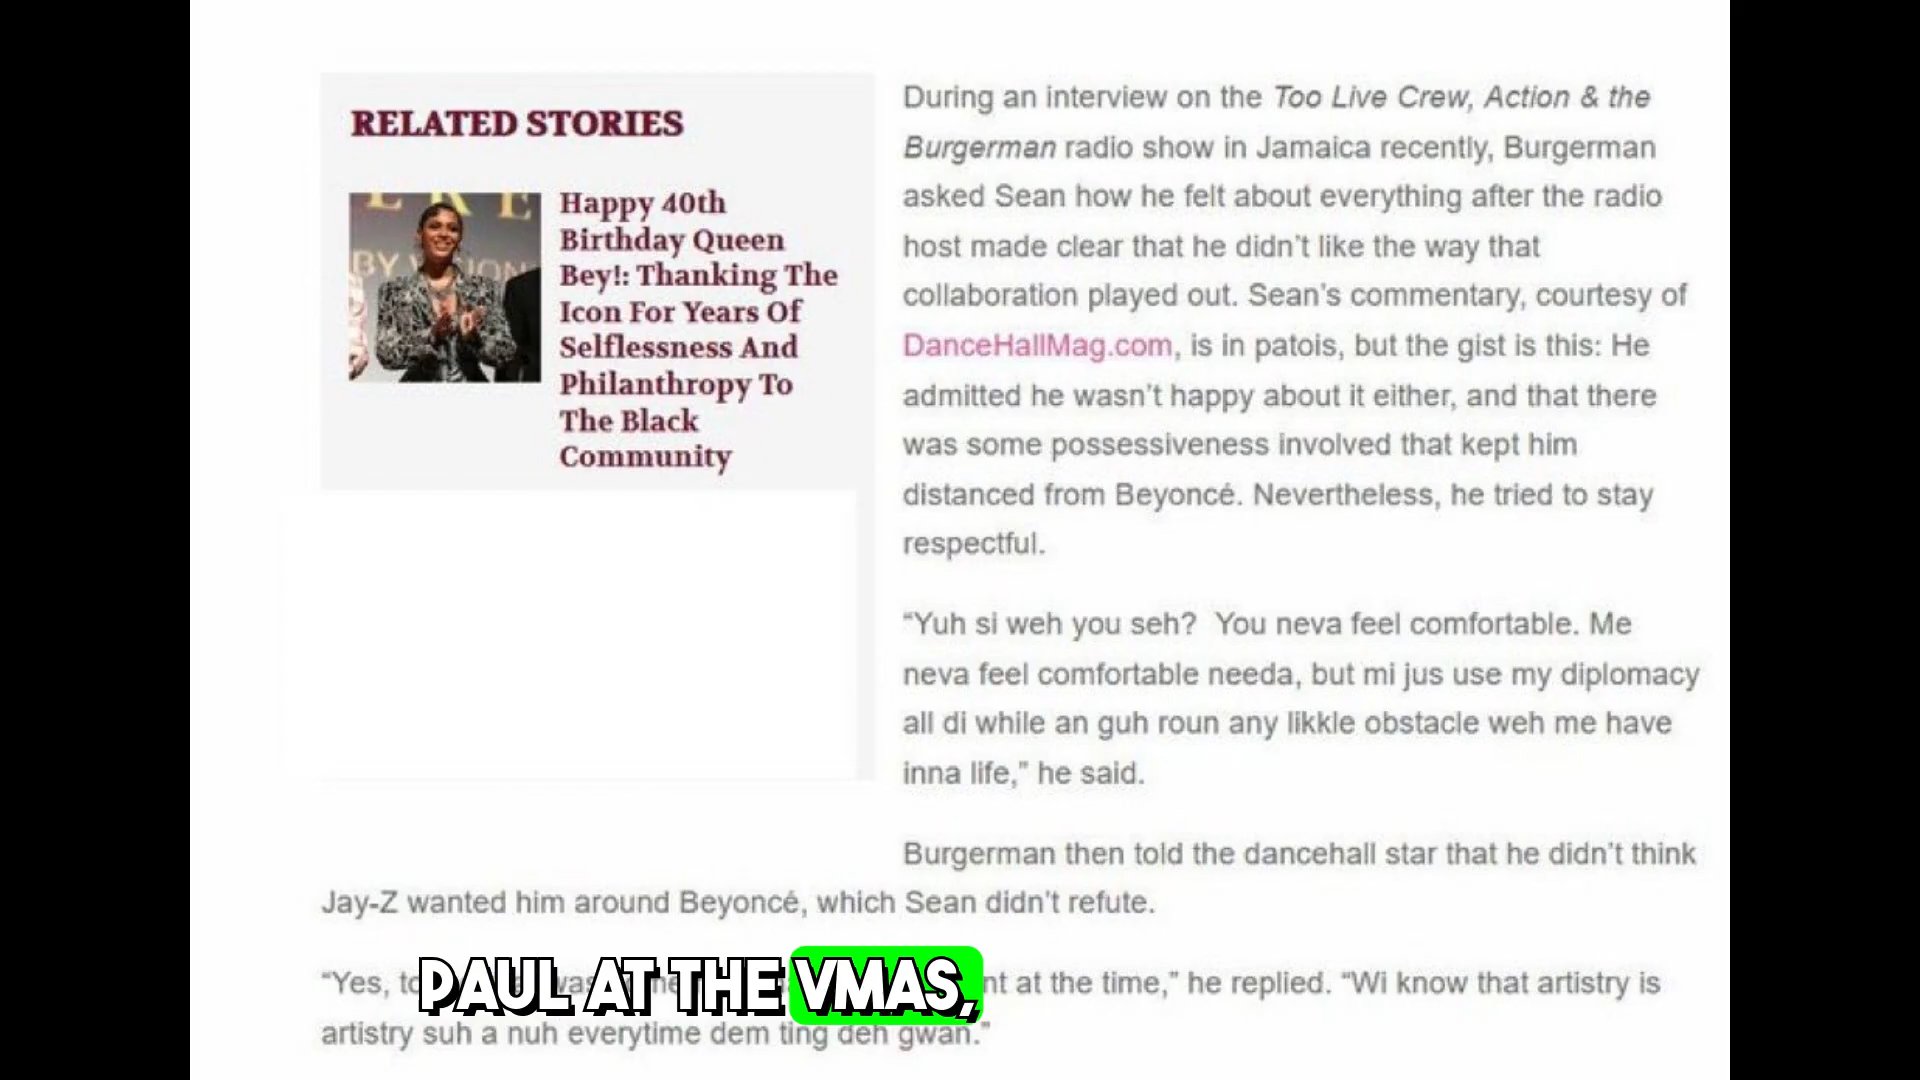 RELATED STORIES
Happy 40th
Birthday Queen
Bey!: Thanking The
Icon For Years Of
Selflessness And
Philanthropy To
The Black
Community
During an interview on the Too Live Crew, Action & the
Burgerman radio show in Jamaica recently, Burgerman
asked Sean how he felt about everything after the radio
host made clear that he didn’t like the way that
collaboration played out. Sean’s commentary, courtesy of
DanceHallMag.com, is in patois, but the gist is this: He
admitted he wasn’t happy about it either, and that there
was some possessiveness involved that kept him
distanced from Beyoncé. Nevertheless, he tried to stay
respectful.
“Yuh si weh you seh? You neva feel comfortable. Me
neva feel comfortable needa, but mi jus use my diplomacy
all di while an guh roun any likkle obstacle weh me have
inna life,” he said.
Burgerman then told the dancehall star that he didn’t think
Jay-Z wanted him around Beyoncé, which Sean didn’t refute.
“Yes, at the time,” he replied. “Wi know that artistry is
artistry suh a nuh everytime dem ting deh gwan.”
PAUL AT THE VMAS,